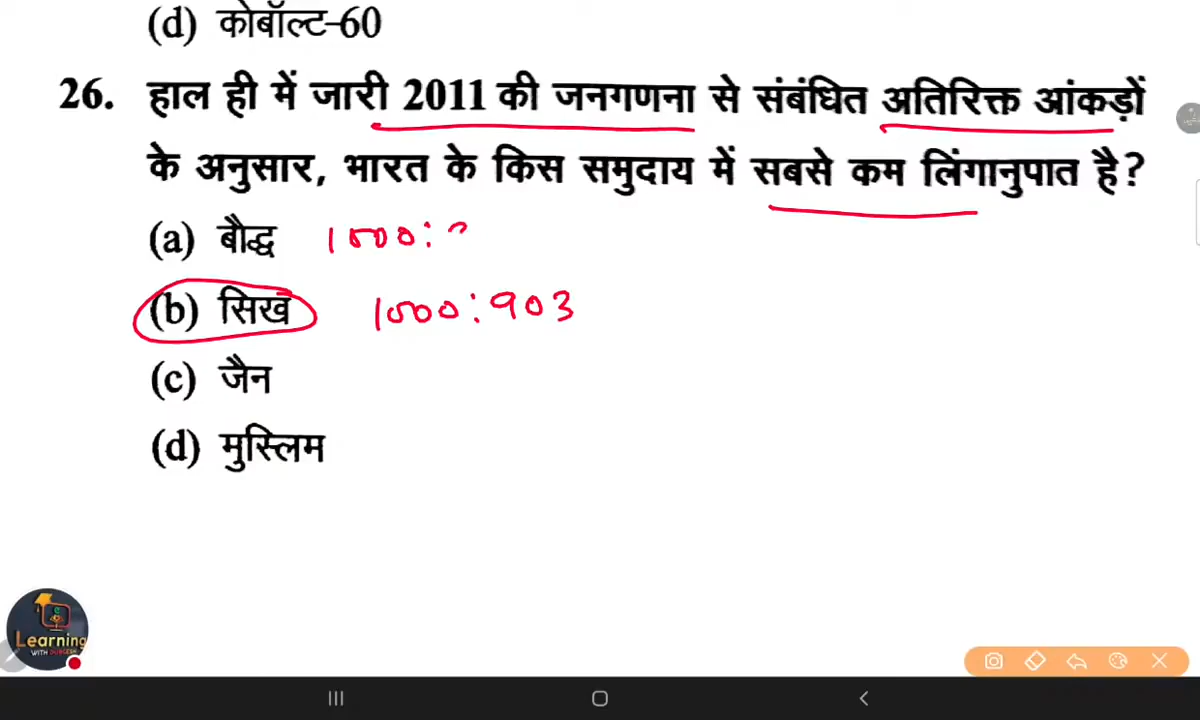 (d) कोबॉल्ट-60
26. हाल ही में जारी 2011 की जनगणना से संबंधित अतिरिक्त आंकड़ों
के अनुसार, भारत के किस समुदाय में सबसे कम लिंगानुपात है?
(a) बौद्ध 1000:
(b) सिख 1000:903
(c) जैन
(d) मुस्लिम
Learning